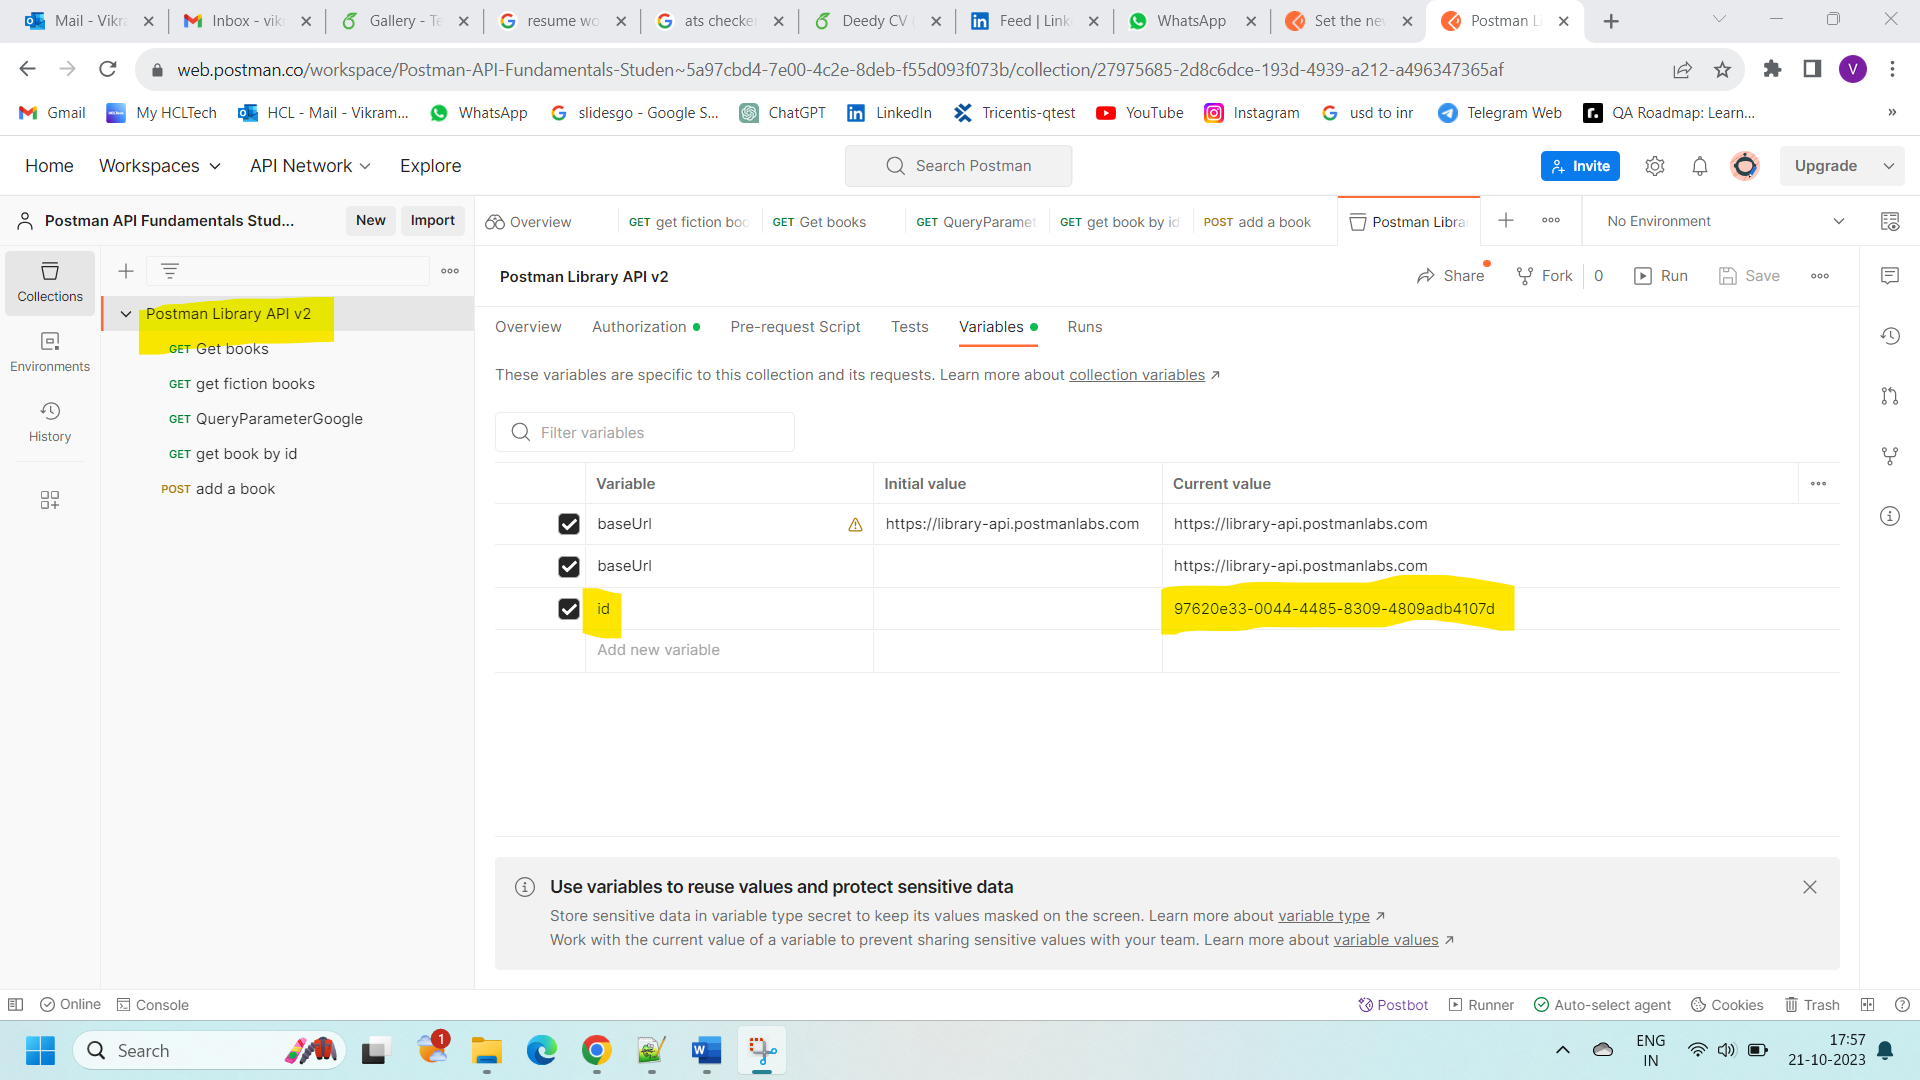 Mail - Vikra
Inbox - vik
Gallery - Te
resume wo
ats checke
Deedy CV (
Feed | Link
WhatsApp
Set the ne
Postman Li
web.postman.co/workspace/Postman-API-Fundamentals-Studen~5a97cbd4-7e00-4c2e-8deb-f55d093f073b/collection/27975685-2d8c6dce-193d-4939-a212-a496347365af
V
Gmail
My HCLTech
HCL - Mail - Vikram...
WhatsApp
slidesgo - Google S...
ChatGPT
LinkedIn
Tricentis-qtest
YouTube
Instagram
usd to inr
Telegram Web
QA Roadmap: Learn...
»
Home
Workspaces
API Network
Explore
Search Postman
Invite
Upgrade
Postman API Fundamentals Stud...
New
Import
Overview
GET get fiction boo
GET Get books
GET QueryParamet
GET get book by id
POST add a book
Postman Libra
No Environment
Collections
Environments
History
Postman Library API v2
GET Get books
GET get fiction books
GET QueryParameterGoogle
GET get book by id
POST add a book
Postman Library API v2
Share
Fork
0
Run
Save
Overview
Authorization
Pre-request Script
Tests
Variables
Runs
These variables are specific to this collection and its requests. Learn more about collection variables ↗
Filter variables
Variable
Initial value
Current value
baseUrl
https://library-api.postmanlabs.com
https://library-api.postmanlabs.com
baseUrl
https://library-api.postmanlabs.com
id
97620e33-0044-4485-8309-4809adb4107d
Add new variable
Use variables to reuse values and protect sensitive data
Store sensitive data in variable type secret to keep its values masked on the screen. Learn more about variable type ↗
Work with the current value of a variable to prevent sharing sensitive values with your team. Learn more about variable values ↗
Online
Console
Postbot
Runner
Auto-select agent
Cookies
Trash
Search
1
ENG
IN
17:57
21-10-2023